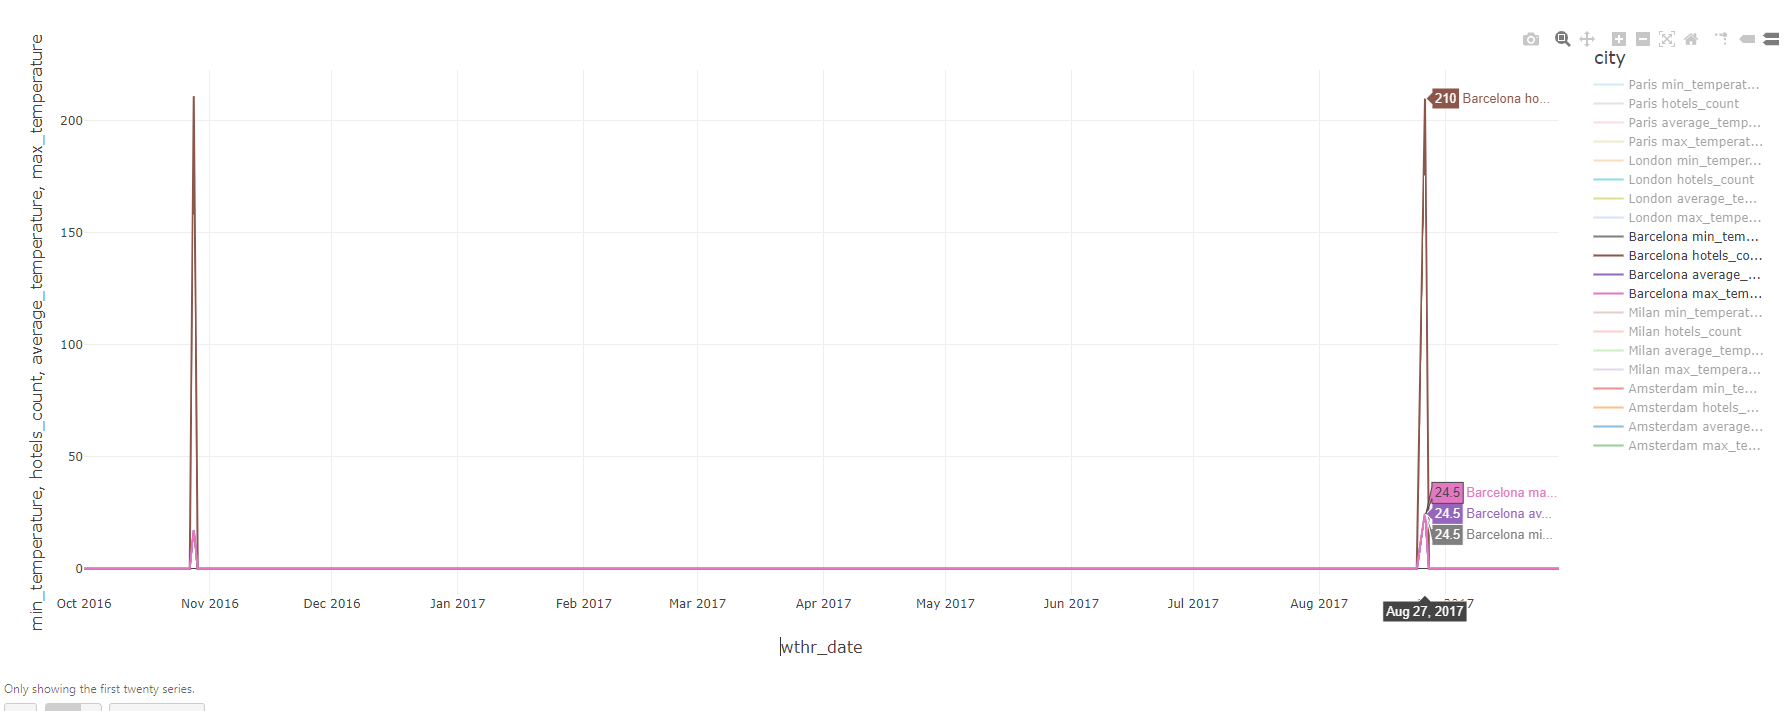 min_temperature, hotels_count, average_temperature, max_temperature
200
150
100
50
0
Oct 2016
Nov 2016
Dec 2016
Jan 2017
Feb 2017
Mar 2017
Apr 2017
May 2017
Jun 2017
Jul 2017
Aug 2017
Aug 27, 2017
wthr_date
210 Barcelona ho...
24.5 Barcelona ma...
24.5 Barcelona av...
24.5 Barcelona mi...
city
Paris min_temperat...
Paris hotels_count
Paris average_temp...
Paris max_temperat...
London min_temper...
London hotels_count
London average_te...
London max_tempe...
Barcelona min_tem...
Barcelona hotels_co...
Barcelona average_...
Barcelona max_tem...
Milan min_temperat...
Milan hotels_count
Milan average_temp...
Milan max_tempera...
Amsterdam min_te...
Amsterdam hotels_...
Amsterdam average...
Amsterdam max_te...
Only showing the first twenty series.